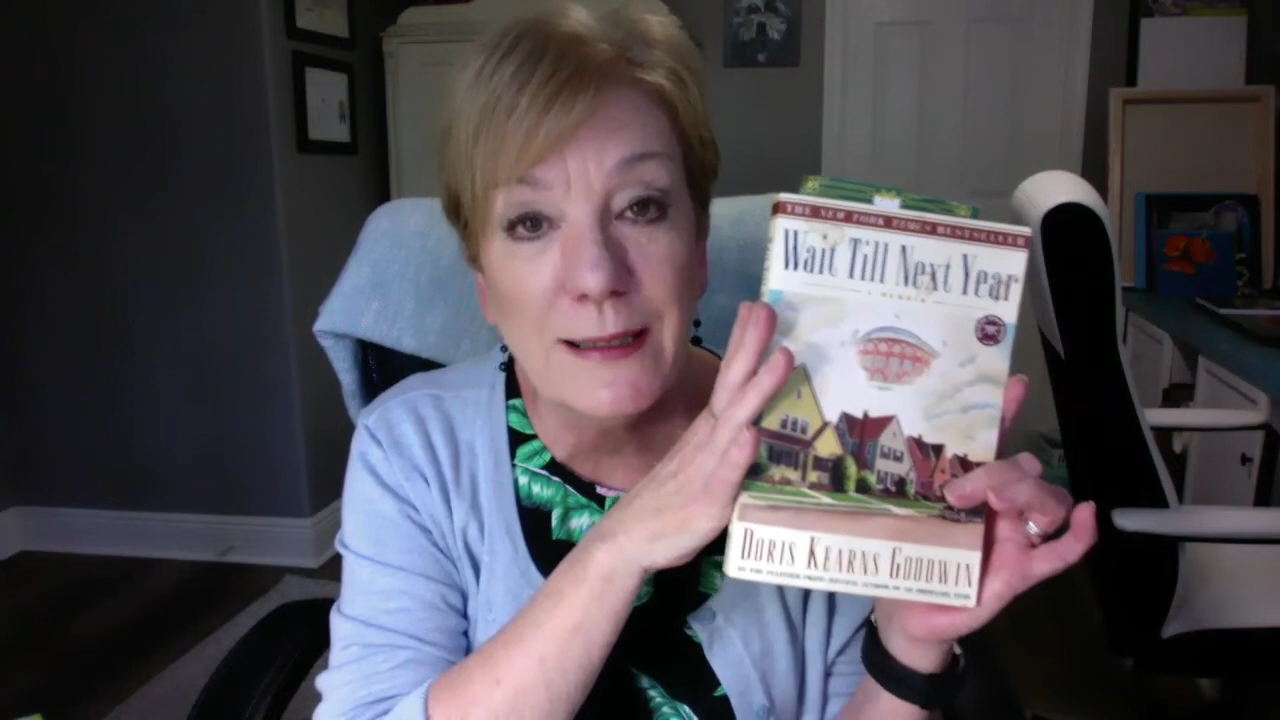 THE NEW YORK TIMES BESTSELLER
Wait Till Next Year
A MEMOIR
DORIS KEARNS GOODWIN